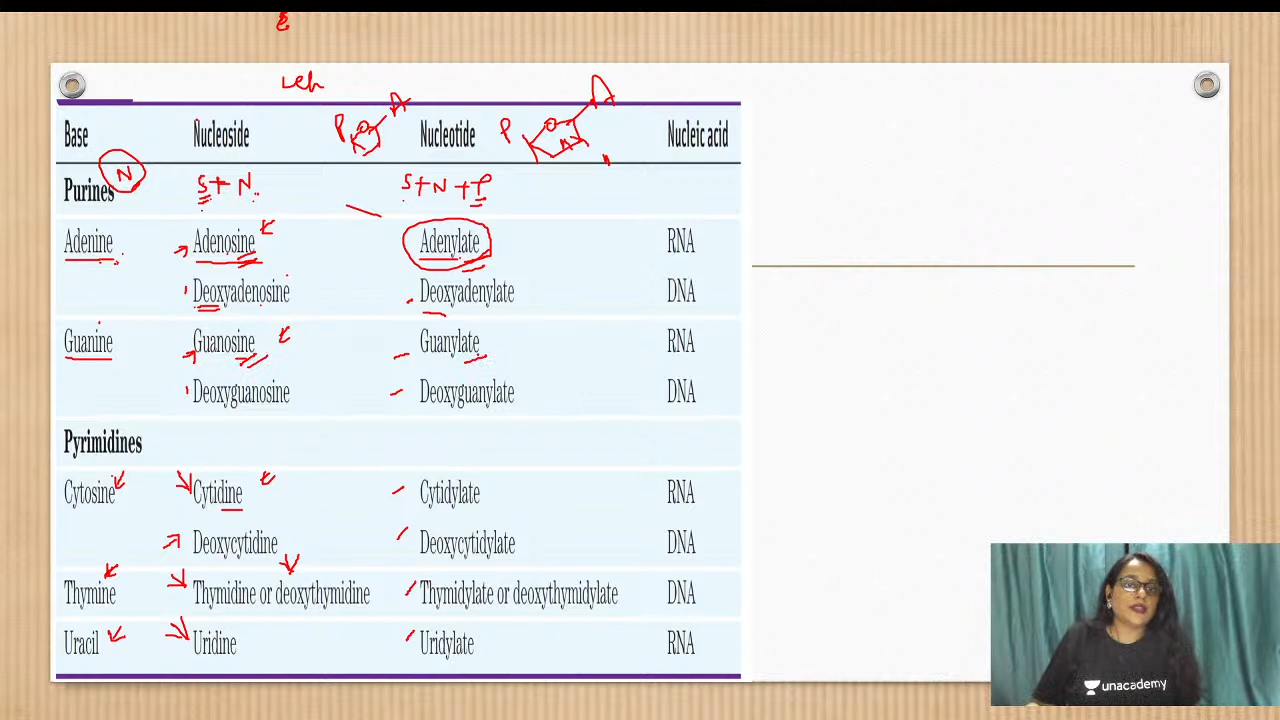 Base Nucleoside Nucleotide Nucleic acid
P A P
N
Purines S+N S+N+P
Adenine Adenosine Adenylate RNA
Deoxyadenosine Deoxyadenylate DNA
Guanine Guanosine Guanylate RNA
Deoxyguanosine Deoxyguanylate DNA
Pyrimidines
Cytosine Cytidine Cytidylate RNA
Deoxycytidine Deoxycytidylate DNA
Thymine Thymidine or deoxythymidine Thymidylate or deoxythymidylate DNA
Uracil Uridine Uridylate RNA
unacademy